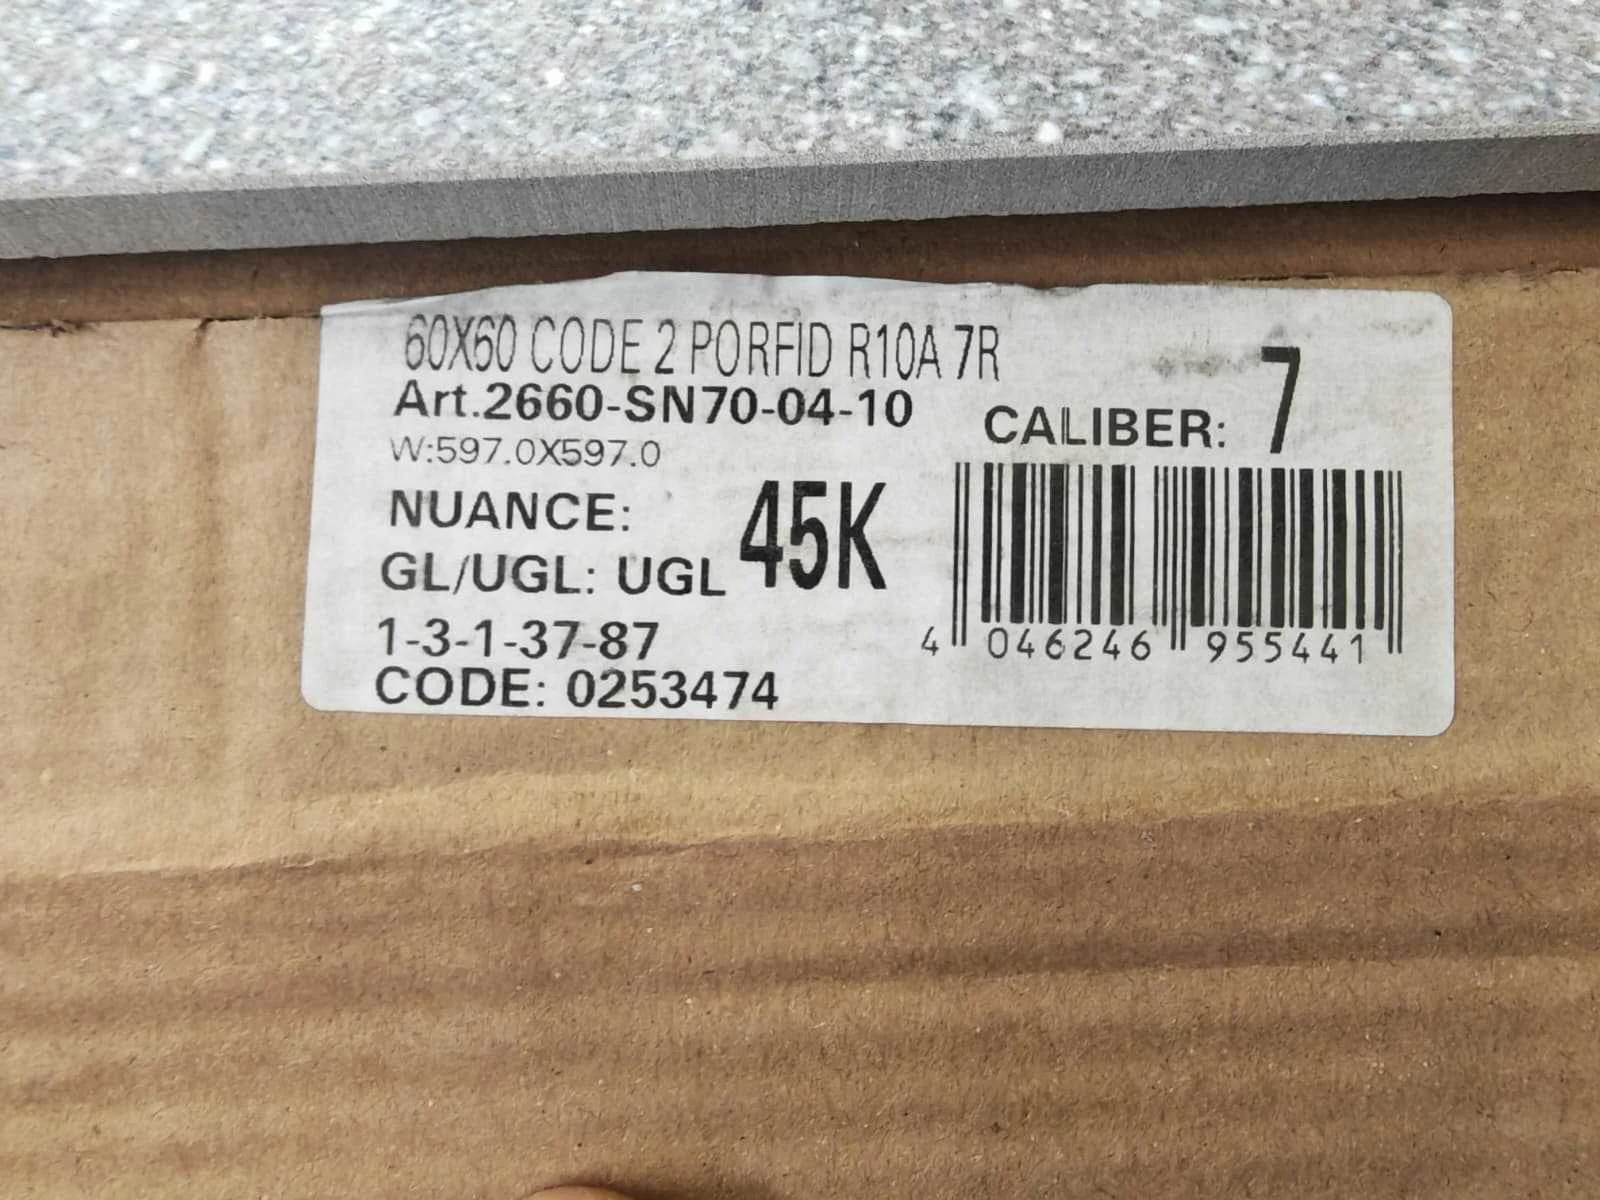 60X60 CODE 2 PORFID R10A 7R
Art.2660-SN70-04-10
CALIBER: 7
W:597.0X597.0
NUANCE: 45K
GL/UGL: UGL
1-3-1-37-87
CODE: 0253474
4 046246 955441